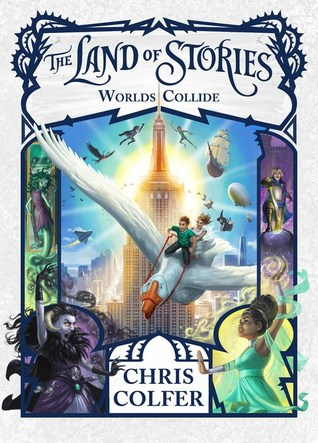 THE LAND OF STORIES
WORLDS COLLIDE
CHRIS
COLFER